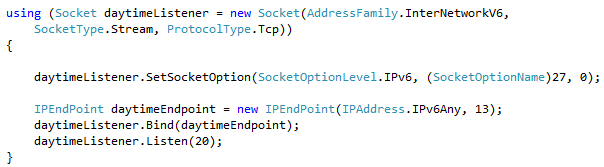 using (Socket daytimeListener = new Socket(AddressFamily.InterNetworkV6,
    SocketType.Stream, ProtocolType.Tcp))
{
    daytimeListener.SetSocketOption(SocketOptionLevel.IPv6, (SocketOptionName)27, 0);
    IPEndPoint daytimeEndpoint = new IPEndPoint(IPAddress.IPv6Any, 13);
    daytimeListener.Bind(daytimeEndpoint);
    daytimeListener.Listen(20);
}